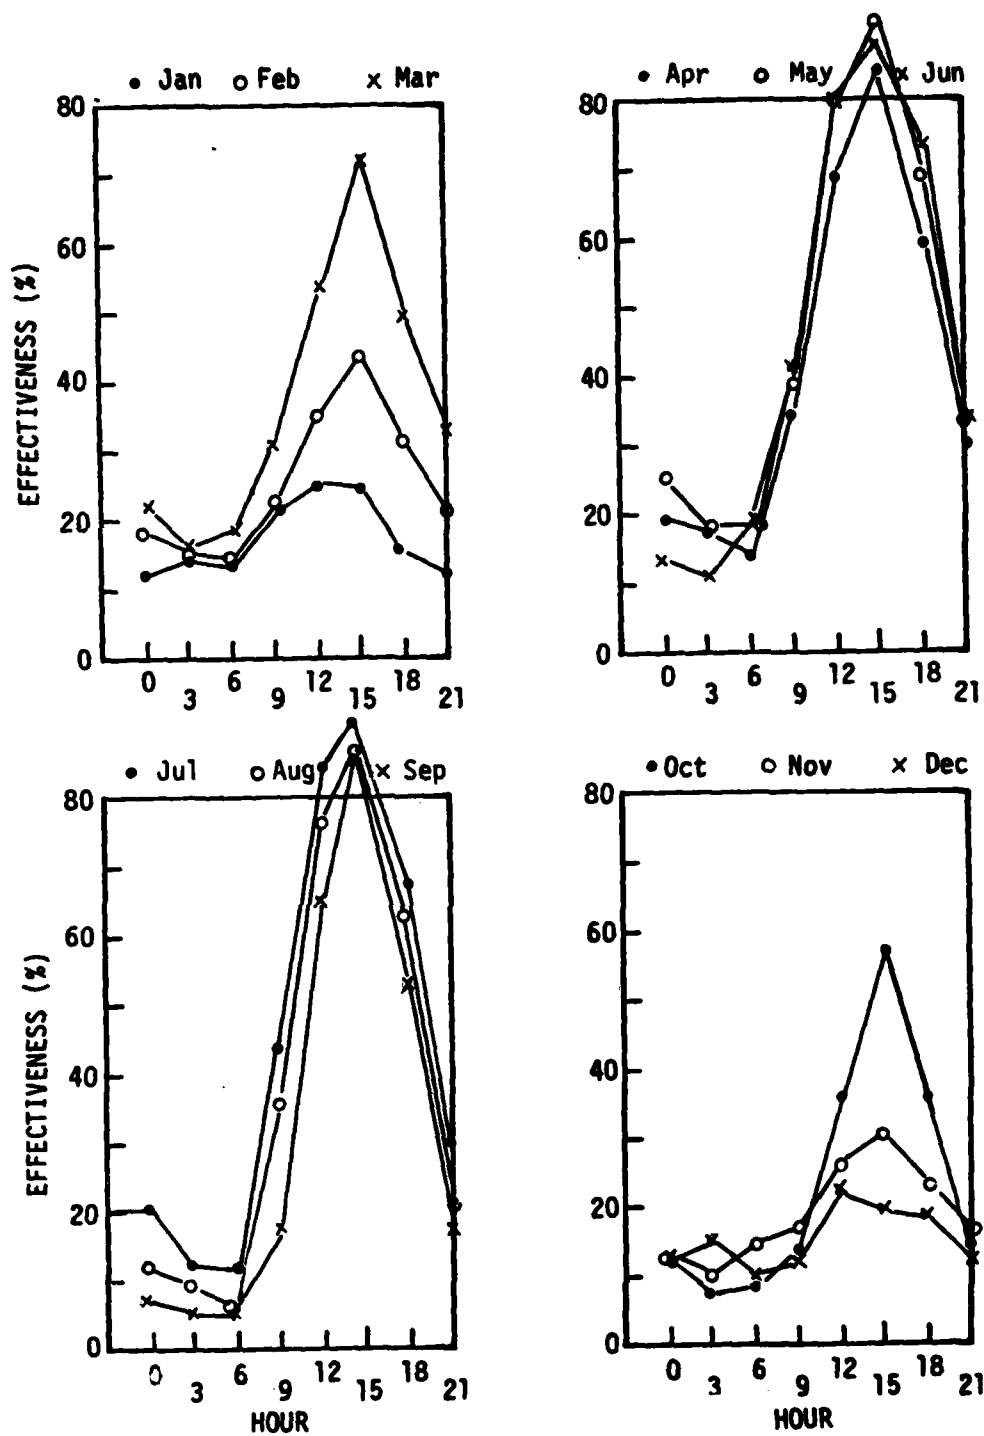 • Jan ○ Feb × Mar
80
60
40
20
0
EFFECTIVENESS (%)
0 3 6 9 12 15 18 21
• Apr ○ May × Jun
80
60
40
20
0
0 3 6 9 12 15 18 21
• Jul ○ Aug × Sep
80
60
40
20
0
EFFECTIVENESS (%)
0 3 6 9 12 15 18 21
HOUR
• Oct ○ Nov × Dec
80
60
40
20
0
0 3 6 9 12 15 18 21
HOUR